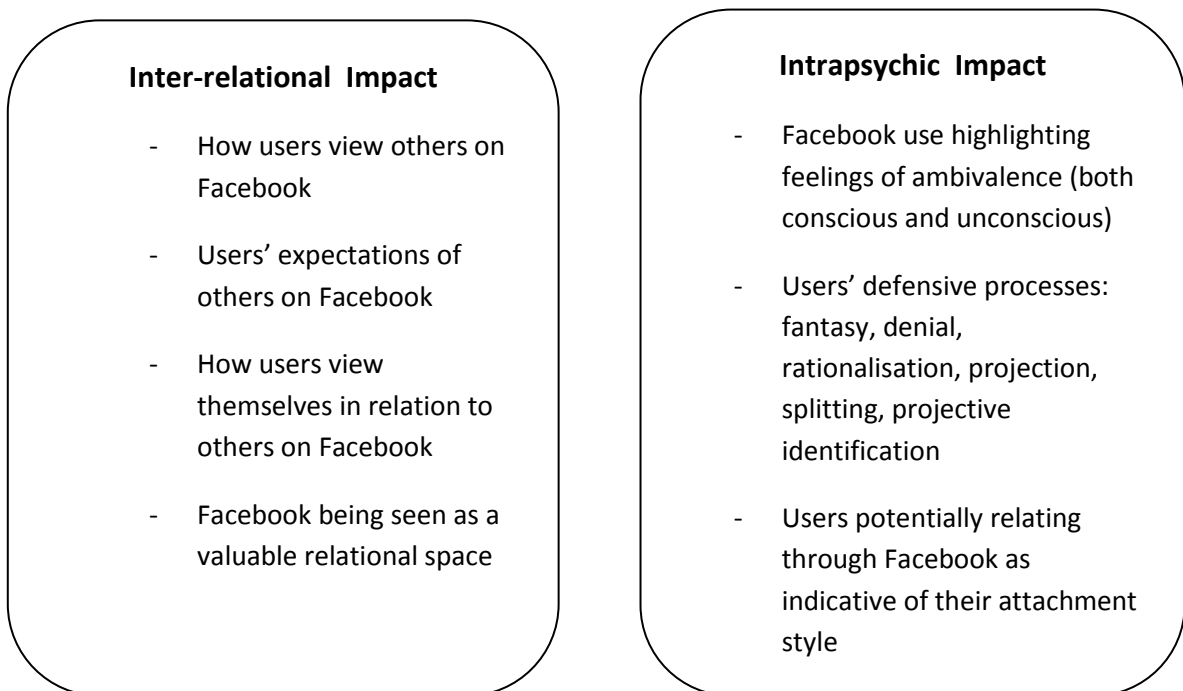 Inter-relational Impact
- How users view others on
Facebook
- Users’ expectations of
others on Facebook
- How users view
themselves in relation to
others on Facebook
- Facebook being seen as a
valuable relational space
Intrapsychic Impact
- Facebook use highlighting
feelings of ambivalence (both
conscious and unconscious)
- Users’ defensive processes:
fantasy, denial,
rationalisation, projection,
splitting, projective
identification
- Users potentially relating
through Facebook as
indicative of their attachment
style